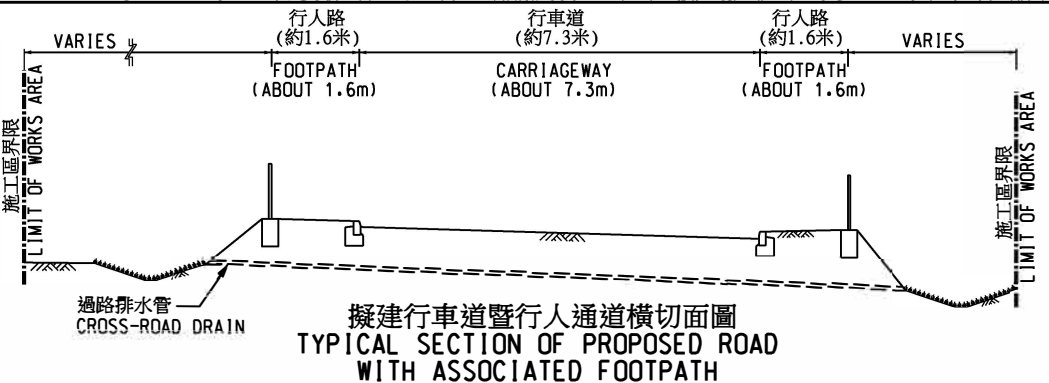 行人路
(約1.6米)
行車道
(約7.3米)
行人路
(約1.6米)
VARIES
VARIES
FOOTPATH
(ABOUT 1.6m)
CARRIAGEWAY
(ABOUT 7.3m)
FOOTPATH
(ABOUT 1.6m)
施工區界限
LIMIT OF WORKS AREA
施工區界限
LIMIT OF WORKS AREA
過路排水管
CROSS-ROAD DRAIN
擬建行車道暨行人通道橫切面圖
TYPICAL SECTION OF PROPOSED ROAD
WITH ASSOCIATED FOOTPATH